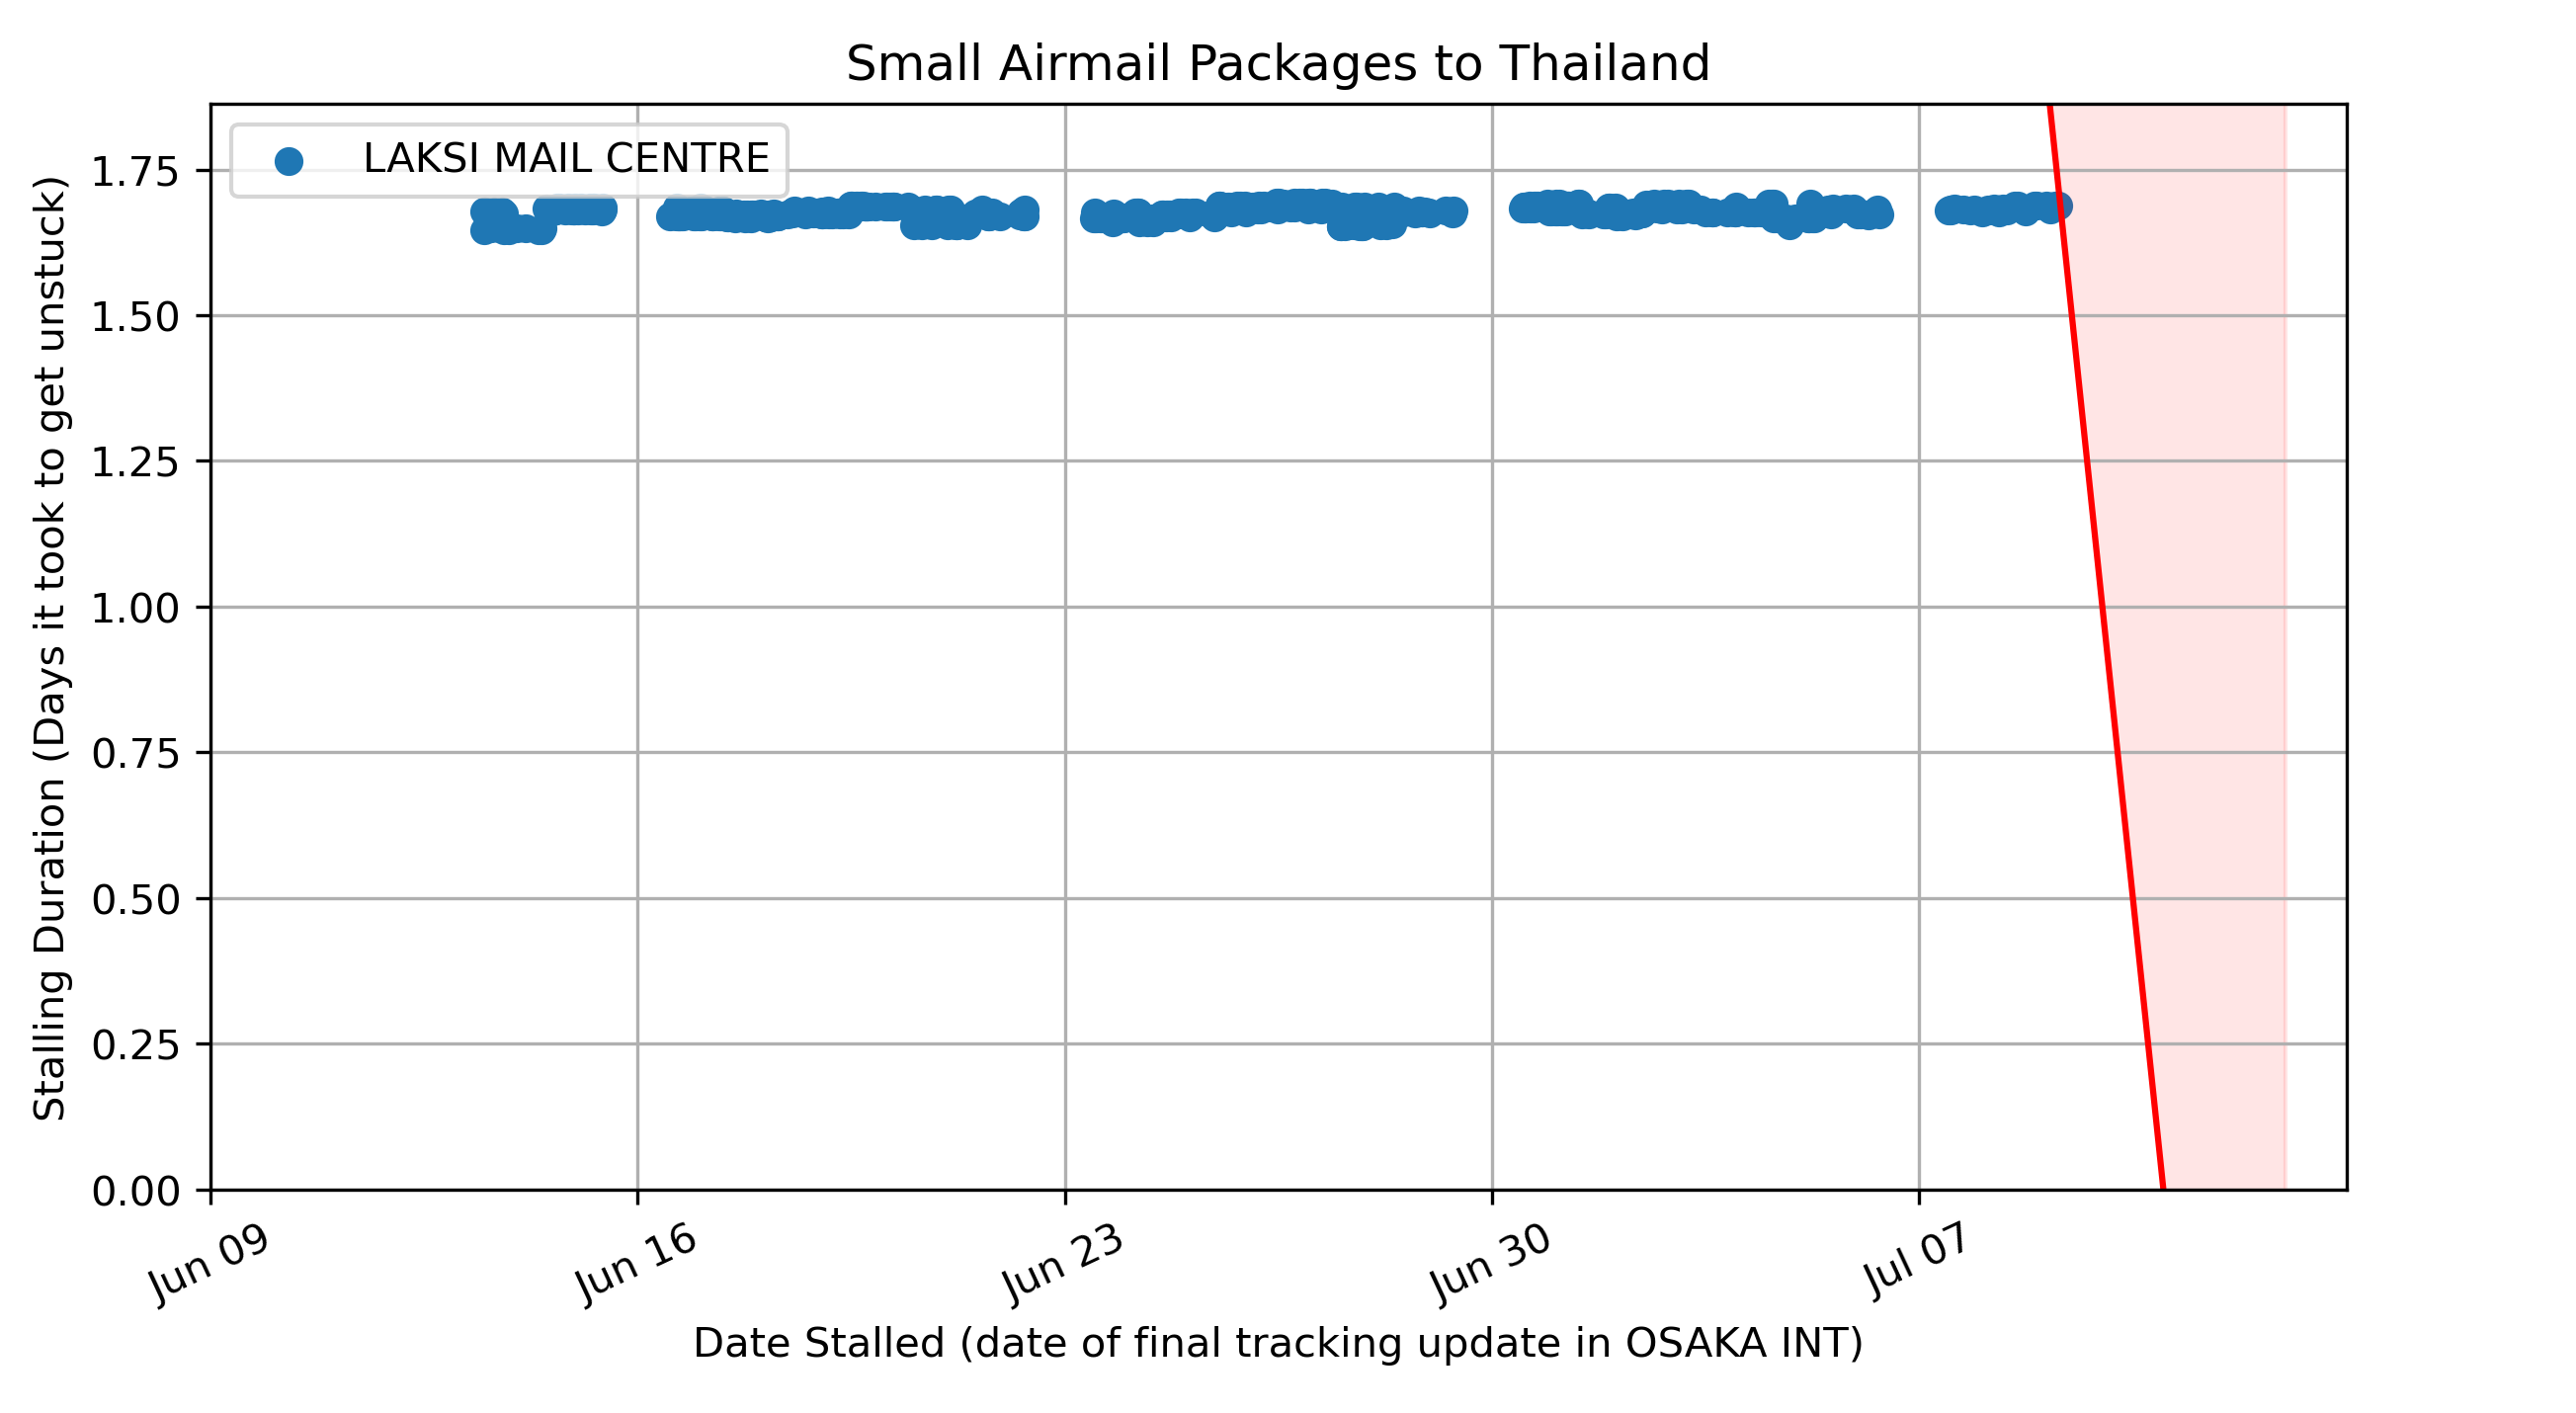 Small Airmail Packages to Thailand
LAKSI MAIL CENTRE
Stalling Duration (Days it took to get unstuck)
1.75
1.50
1.25
1.00
0.75
0.50
0.25
0.00
Jun 09
Jun 16
Jun 23
Jun 30
Jul 07
Date Stalled (date of final tracking update in OSAKA INT)